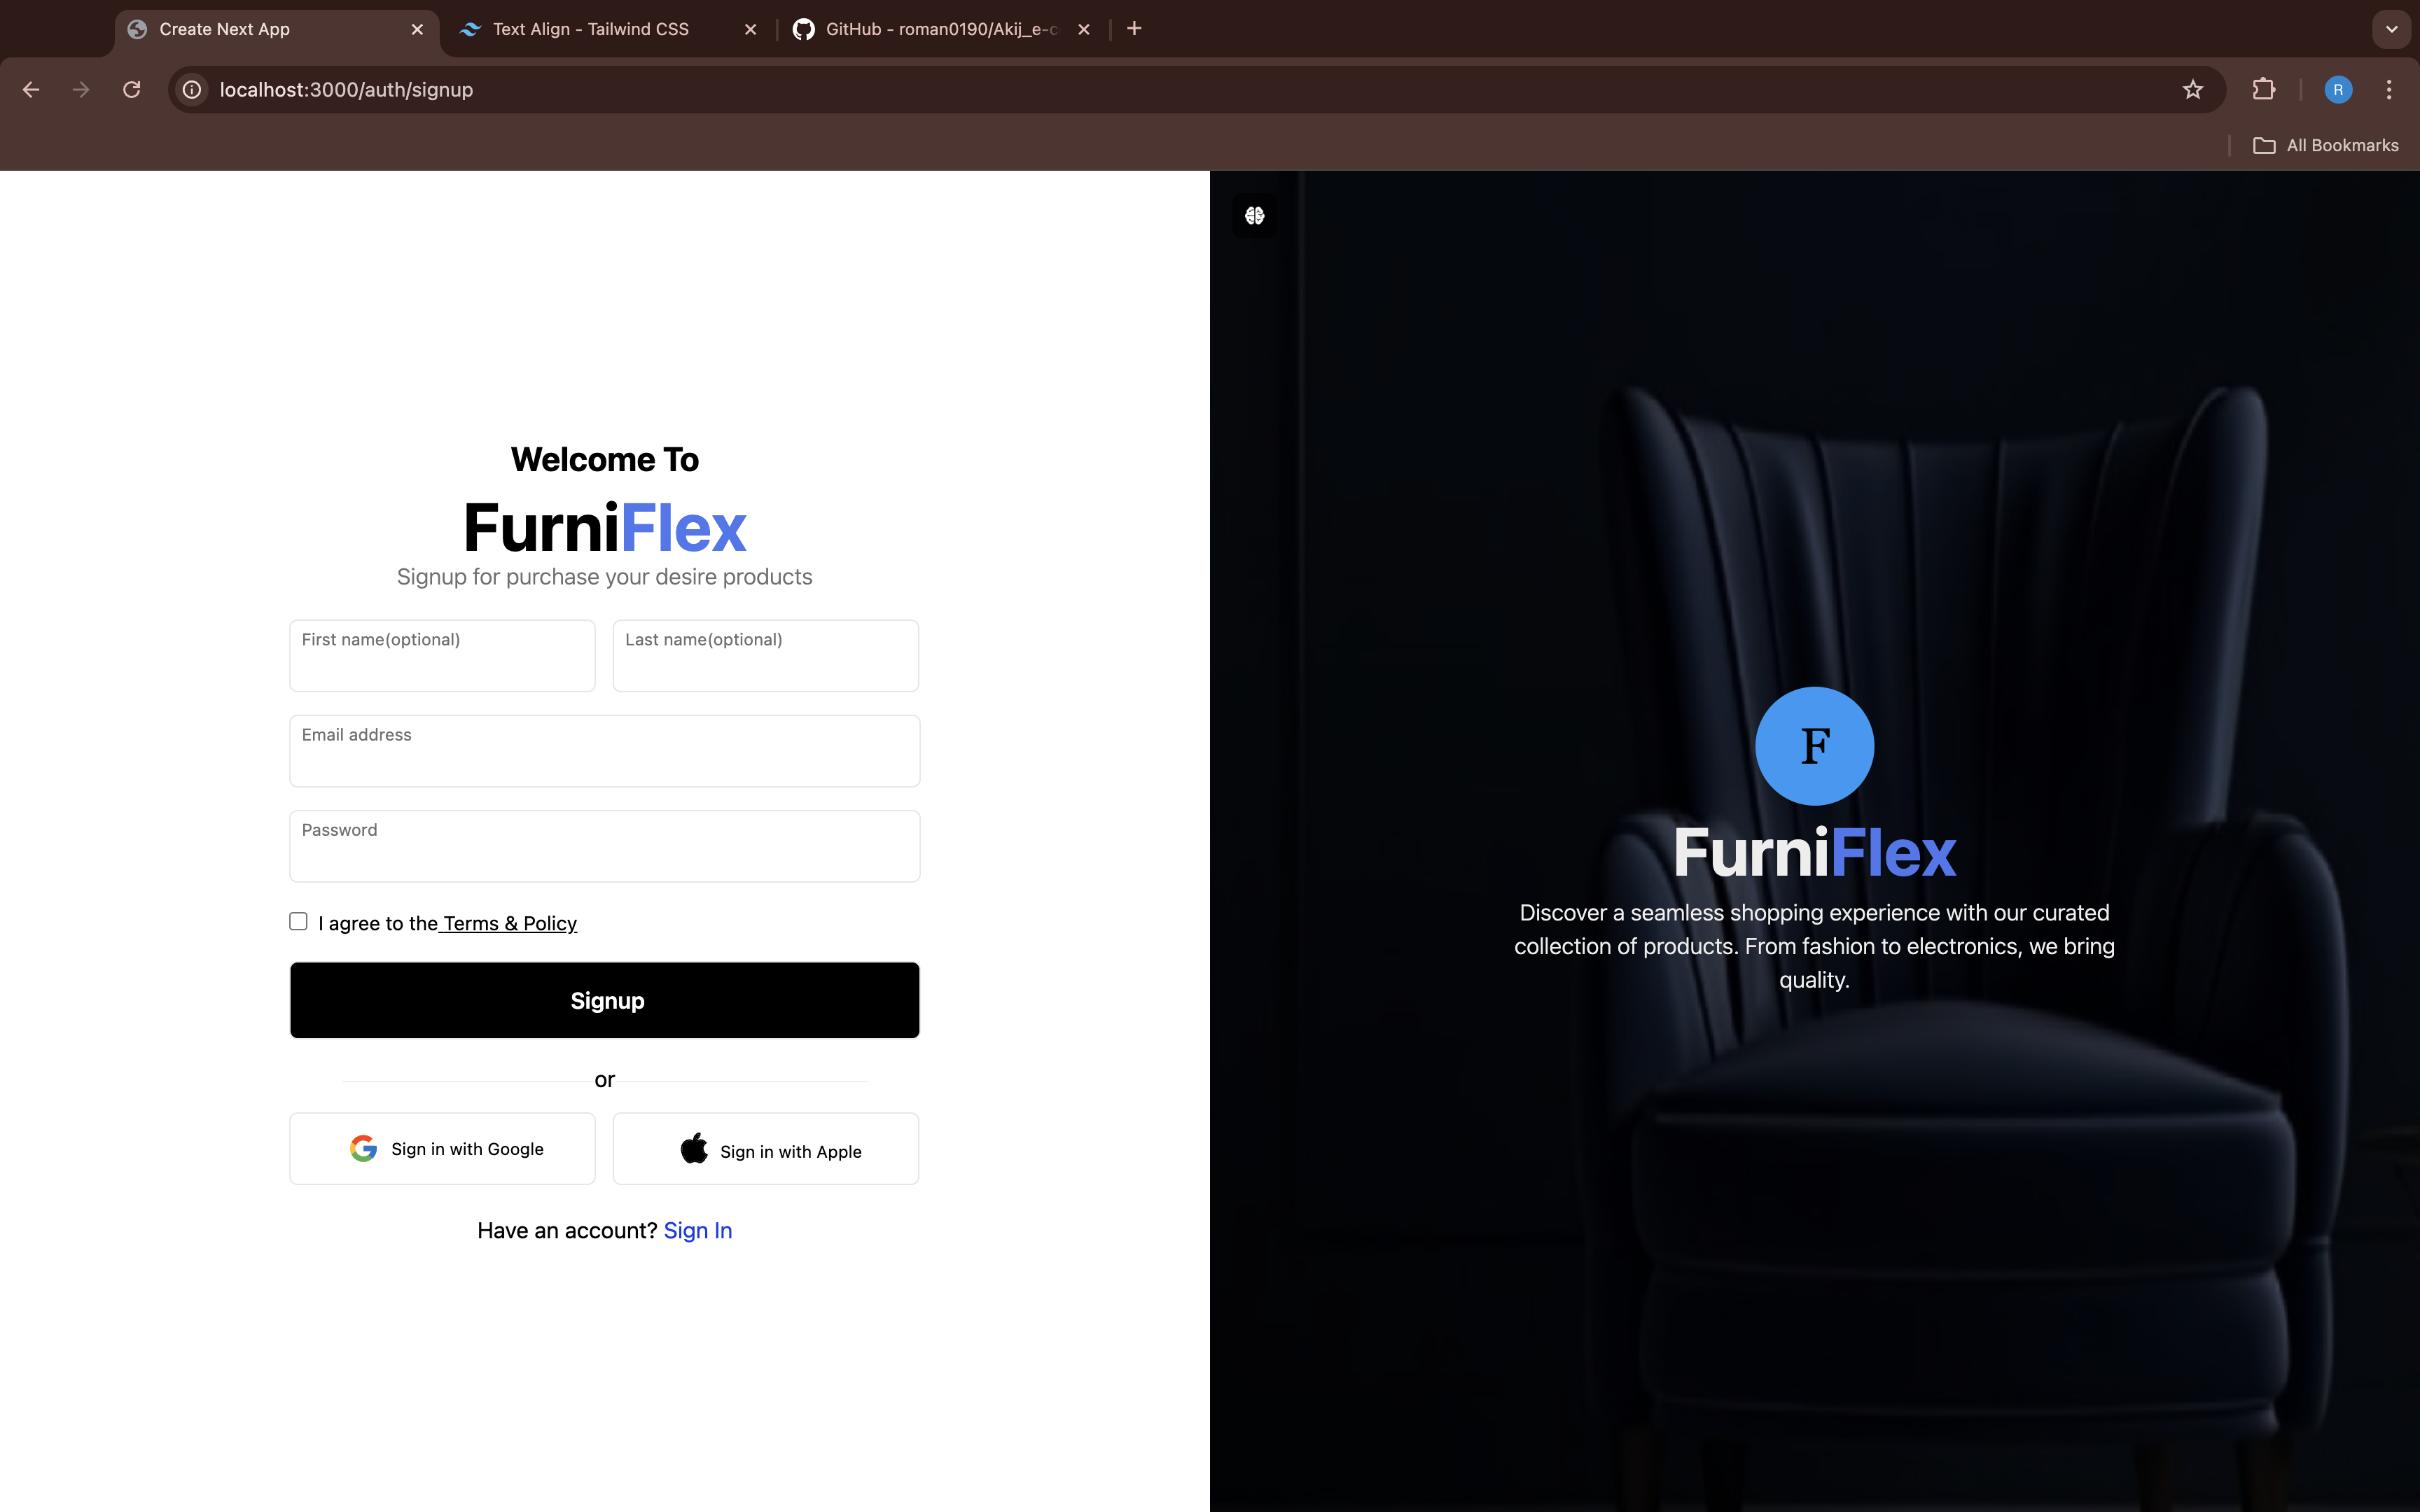 Create Next App
Text Align - Tailwind CSS
GitHub - roman0190/Akij_e-c
localhost:3000/auth/signup
R
All Bookmarks
Welcome To
FurniFlex
Signup for purchase your desire products
First name(optional)
Last name(optional)
Email address
Password
I agree to the Terms & Policy
Signup
or
Sign in with Google
Sign in with Apple
Have an account? Sign In
F
FurniFlex
Discover a seamless shopping experience with our curated
collection of products. From fashion to electronics, we bring
quality.